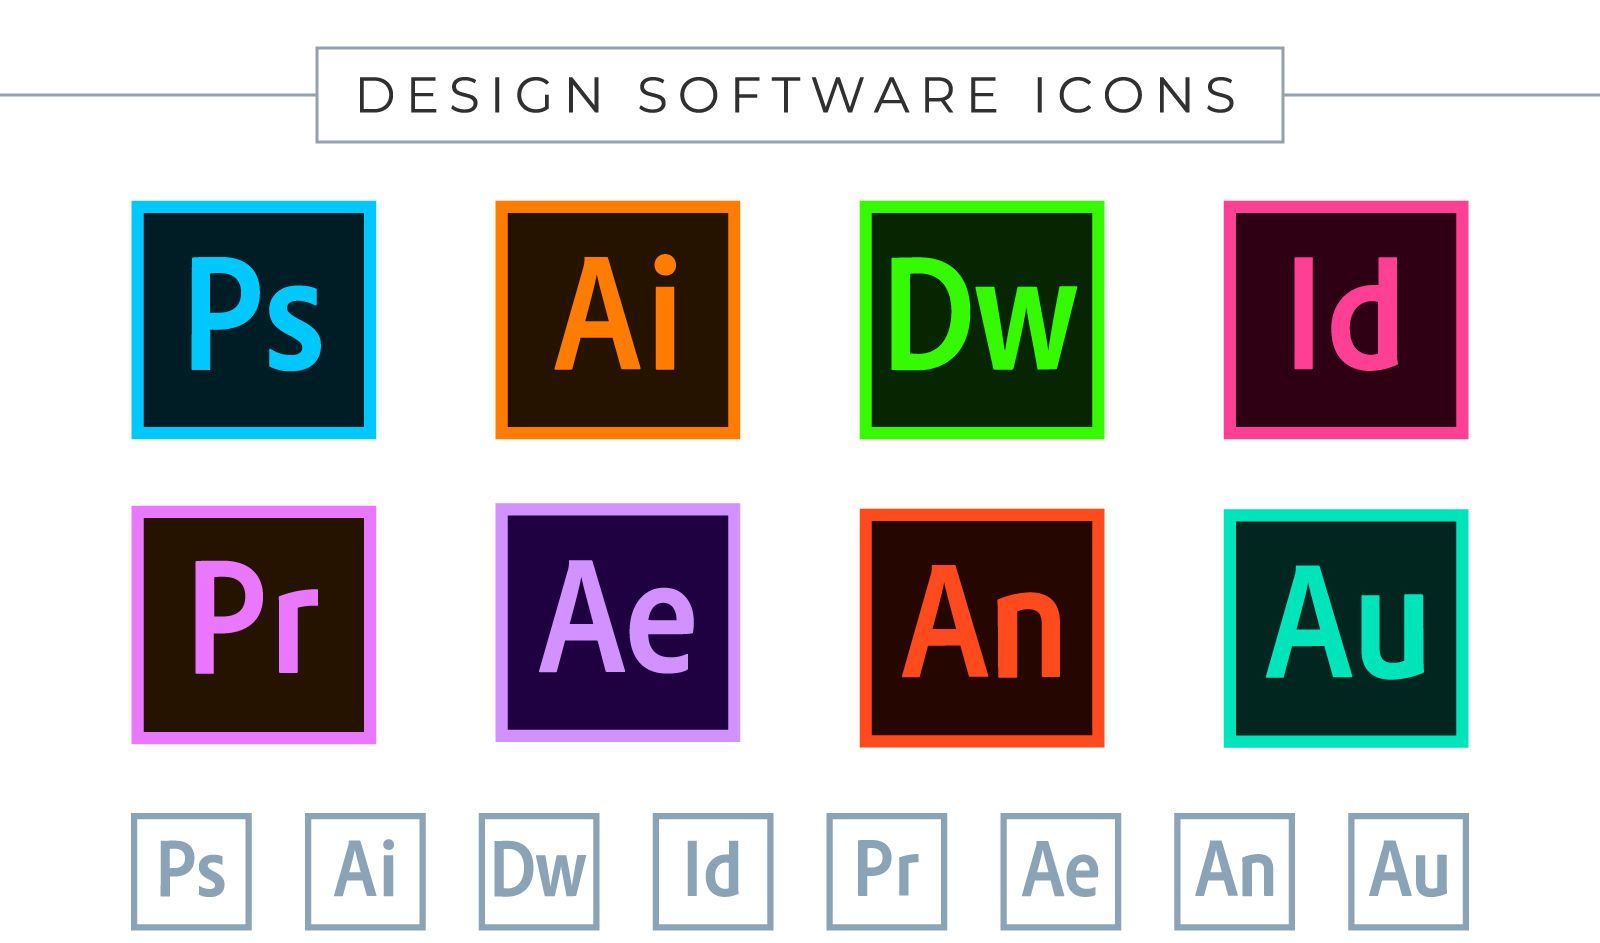 DESIGN SOFTWARE ICONS
Ps Ai Dw Id
Pr Ae An Au
Ps Ai Dw Id Pr Ae An Au